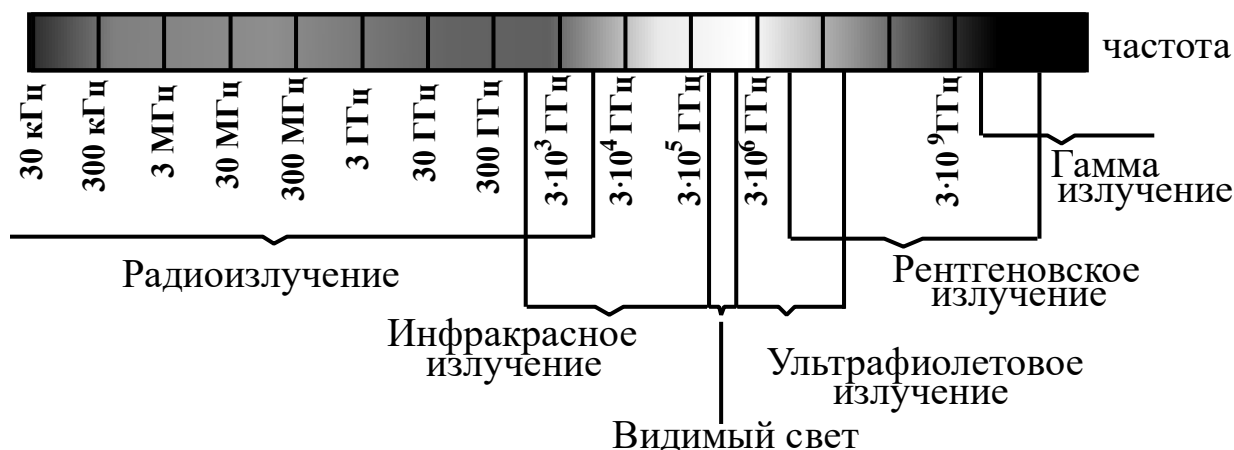 частота
30 кГц
300 кГц
3 МГц
30 МГц
300 МГц
3 ГГц
30 ГГц
300 ГГц
3·10³ ГГц
3·10⁴ ГГц
3·10⁵ ГГц
3·10⁶ ГГц
3·10⁹ ГГц
Гамма
излучение
Радиоизлучение
Рентгеновское
излучение
Инфракрасное
излучение
Ультрафиолетовое
излучение
Видимый свет